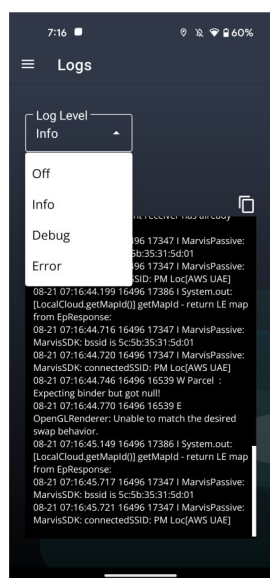 7:16
60%
Logs
Log Level
Info
Off
Info
Debug
Error
receiver has already
496 17347 I MarvisPassive:
5b:35:31:5d:01
496 17347 I MarvisPassive:
SID: PM Loc[AWS UAE]
08-21 07:16:44.199 16496 17386 I System.out:
[LocalCloud.getMapId()] getMapId - return LE map
from EpResponse:
08-21 07:16:44.716 16496 17347 I MarvisPassive:
MarvisSDK: bssid is 5c:5b:35:31:5d:01
08-21 07:16:44.720 16496 17347 I MarvisPassive:
MarvisSDK: connectedSSID: PM Loc[AWS UAE]
08-21 07:16:44.746 16496 16539 W Parcel  :
Expecting binder but got null!
08-21 07:16:44.770 16496 16539 E
OpenGLRenderer: Unable to match the desired
swap behavior.
08-21 07:16:45.149 16496 17386 I System.out:
[LocalCloud.getMapId()] getMapId - return LE map
from EpResponse:
08-21 07:16:45.717 16496 17347 I MarvisPassive:
MarvisSDK: bssid is 5c:5b:35:31:5d:01
08-21 07:16:45.721 16496 17347 I MarvisPassive:
MarvisSDK: connectedSSID: PM Loc[AWS UAE]